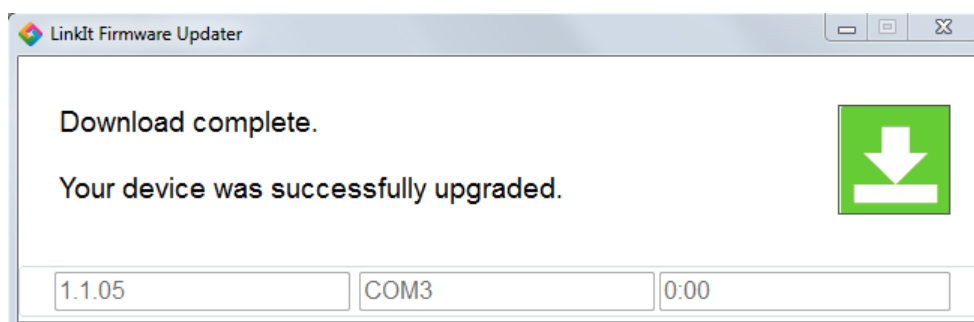 LinkIt Firmware Updater
Download complete.
Your device was successfully upgraded.
1.1.05 COM3 0:00